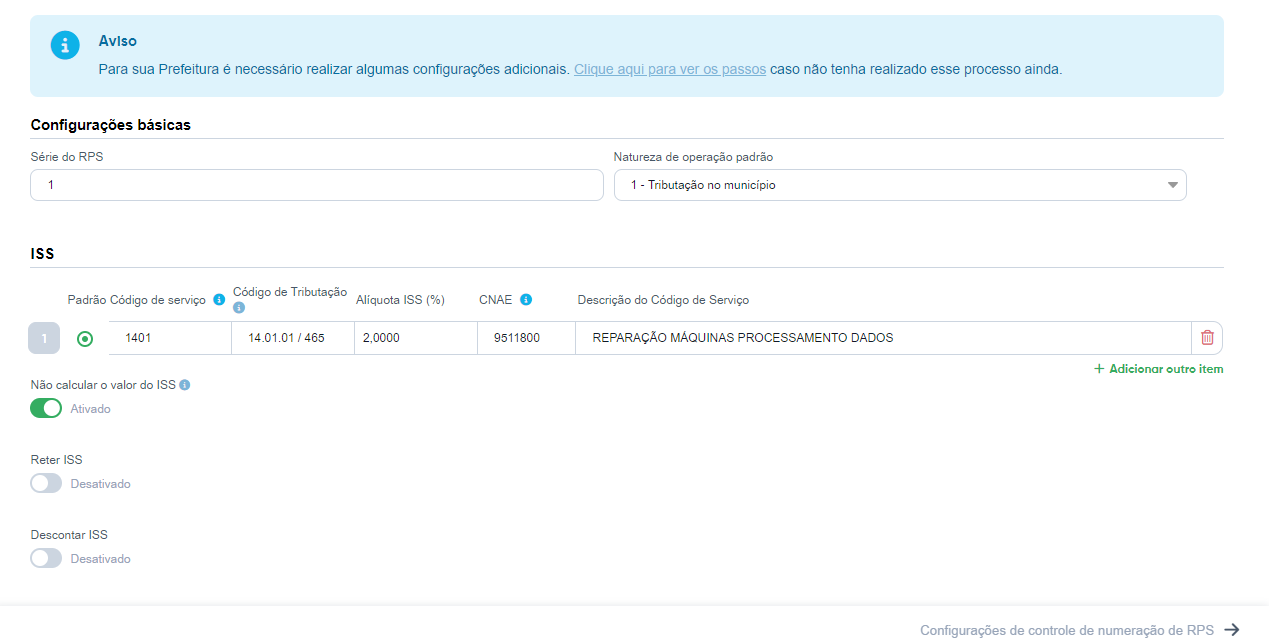 Aviso
Para sua Prefeitura é necessário realizar algumas configurações adicionais. Clique aqui para ver os passos caso não tenha realizado esse processo ainda.
Configurações básicas
Série do RPS
Natureza de operação padrão
1
1 - Tributação no município
ISS
Padrão Código de serviço
Código de Tributação
Alíquota ISS (%)
CNAE
Descrição do Código de Serviço
1
1401
14.01.01 / 465
2,0000
9511800
REPARAÇÃO MÁQUINAS PROCESSAMENTO DADOS
+ Adicionar outro item
Não calcular o valor do ISS
Ativado
Reter ISS
Desativado
Descontar ISS
Desativado
Configurações de controle de numeração de RPS